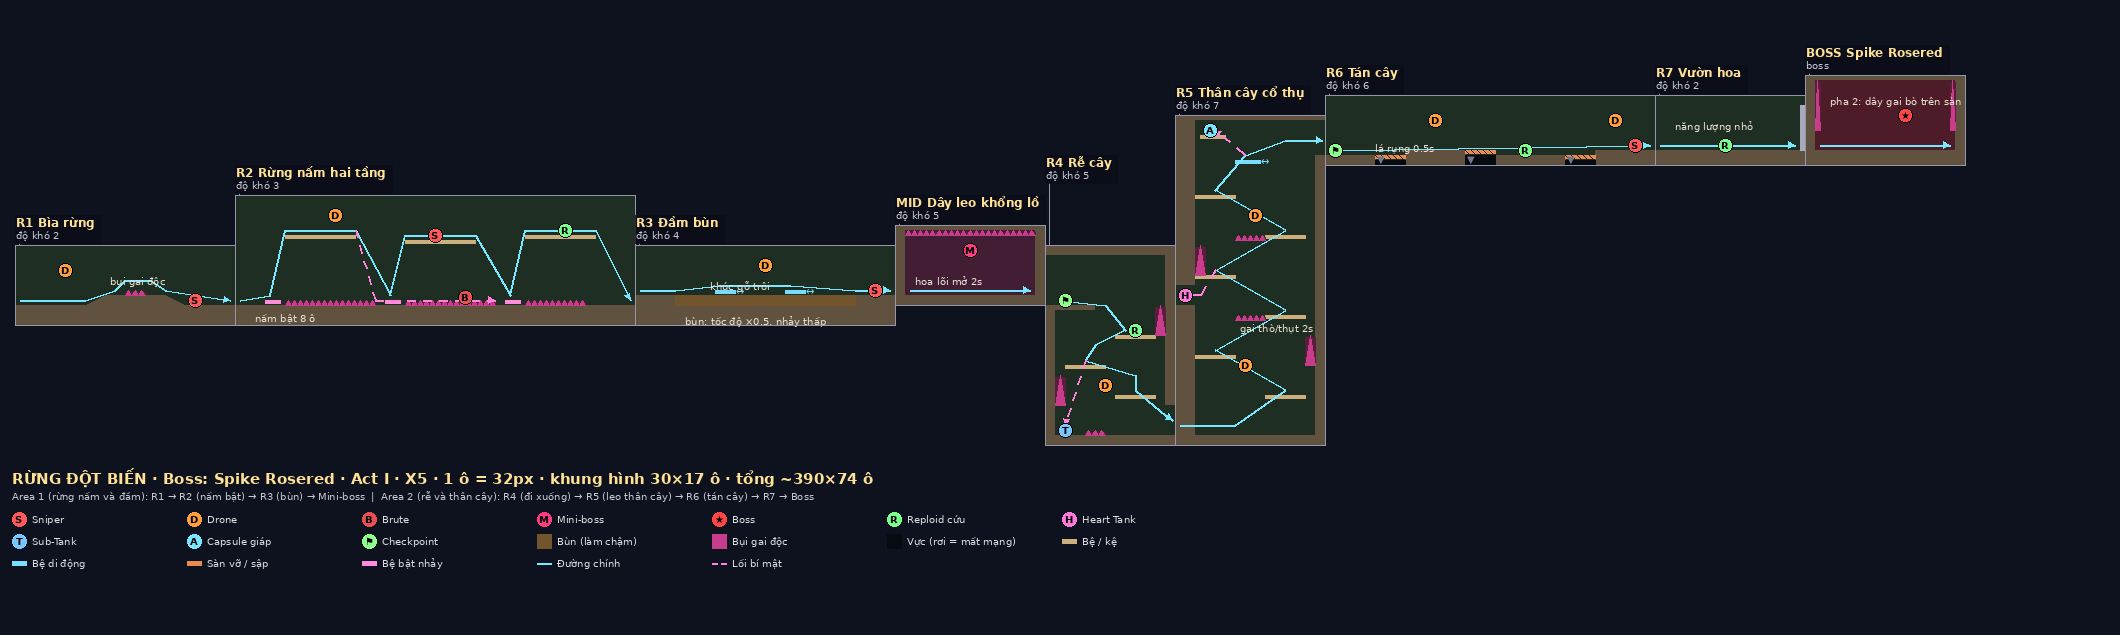 BOSS Spike Rosered
boss
R6 Tán cây
độ khó 6
R7 Vườn hoa
độ khó 2
R5 Thân cây cổ thụ
độ khó 7
pha 2: dây gai bò trên sàn
★
A
D
D
năng lượng nhỏ
lá rụng 0.5s
R
S
R
R4 Rễ cây
độ khó 5
R2 Rừng nấm hai tầng
độ khó 3
MID Dây leo khổng lồ
độ khó 5
R1 Bìa rừng
độ khó 2
R3 Đầm bùn
độ khó 4
D
S
R
D
M
D
D
bụi gai độc
S
khúc gỗ trôi
S
hoa lõi mở 2s
H
B
nấm bật 8 ô
bùn: tốc độ ×0.5, nhảy thấp
R
gai thò/thụt 2s
D
D
T
RỪNG ĐỘT BIẾN · Boss: Spike Rosered · Act I · X5 · 1 ô = 32px · khung hình 30×17 ô · tổng ~390×74 ô
Area 1 (rừng nấm và đầm): R1 → R2 (nấm bật) → R3 (bùn) → Mini-boss | Area 2 (rễ và thân cây): R4 (đi xuống) → R5 (leo thân cây) → R6 (tán cây) → R7 → Boss
S Sniper
D Drone
B Brute
M Mini-boss
★ Boss
R Reploid cứu
H Heart Tank
T Sub-Tank
A Capsule giáp
⚑ Checkpoint
Bùn (làm chậm)
Bụi gai độc
Vực (rơi = mất mạng)
Bệ / kệ
Bệ di động
Sàn vỡ / sập
Bệ bật nhảy
Đường chính
Lối bí mật